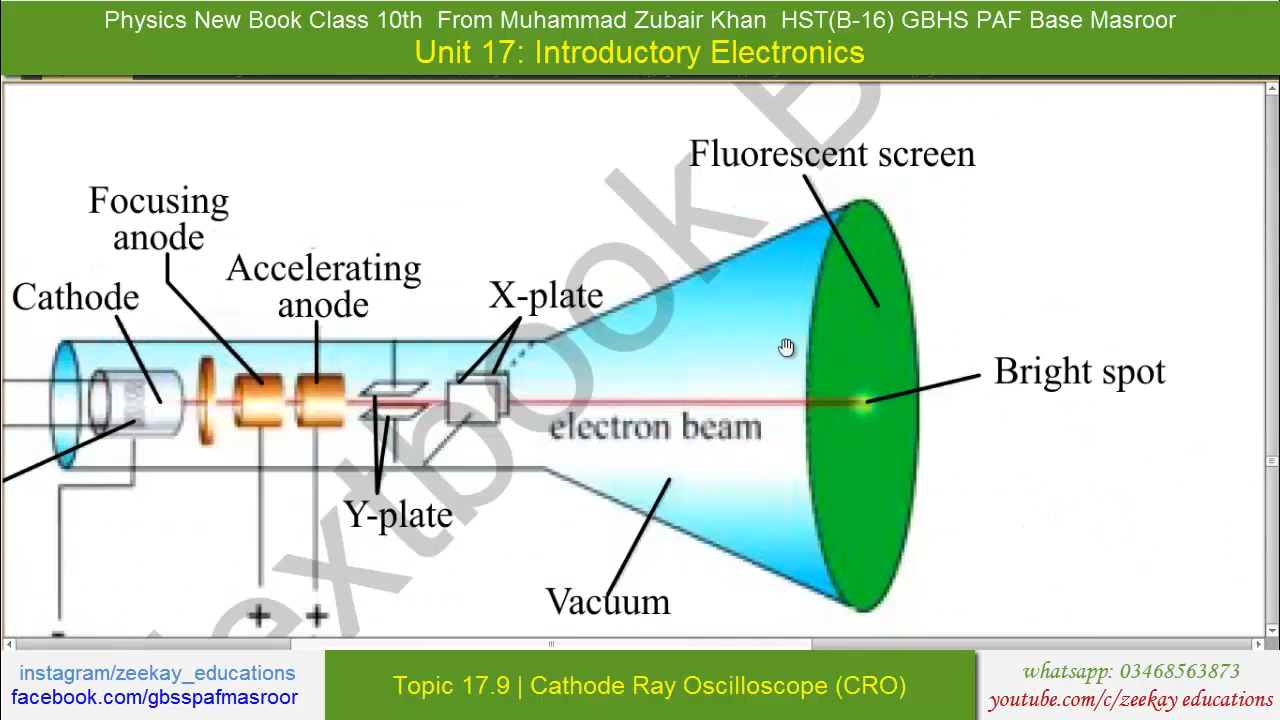 Physics New Book Class 10th From Muhammad Zubair Khan HST(B-16) GBHS PAF Base Masroor
Unit 17: Introductory Electronics
Fluorescent screen
Focusing
anode
Accelerating
anode
Cathode
X-plate
Bright spot
electron beam
Y-plate
Vacuum
+ +
-
Textbook B
instagram/zeekay_educations
facebook.com/gbsspafmasroor
Topic 17.9 | Cathode Ray Oscilloscope (CRO)
whatsapp: 03468563873
youtube.com/c/zeekay educations